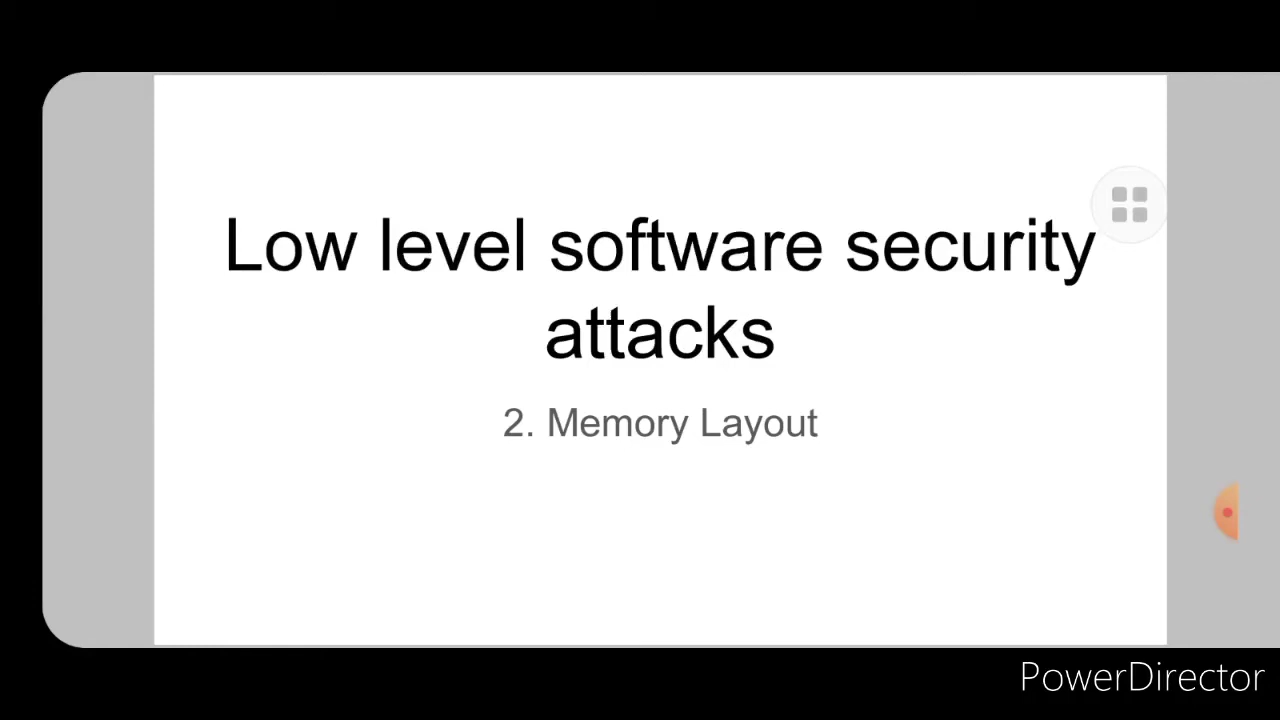 Low level software security
attacks
2. Memory Layout
PowerDirector